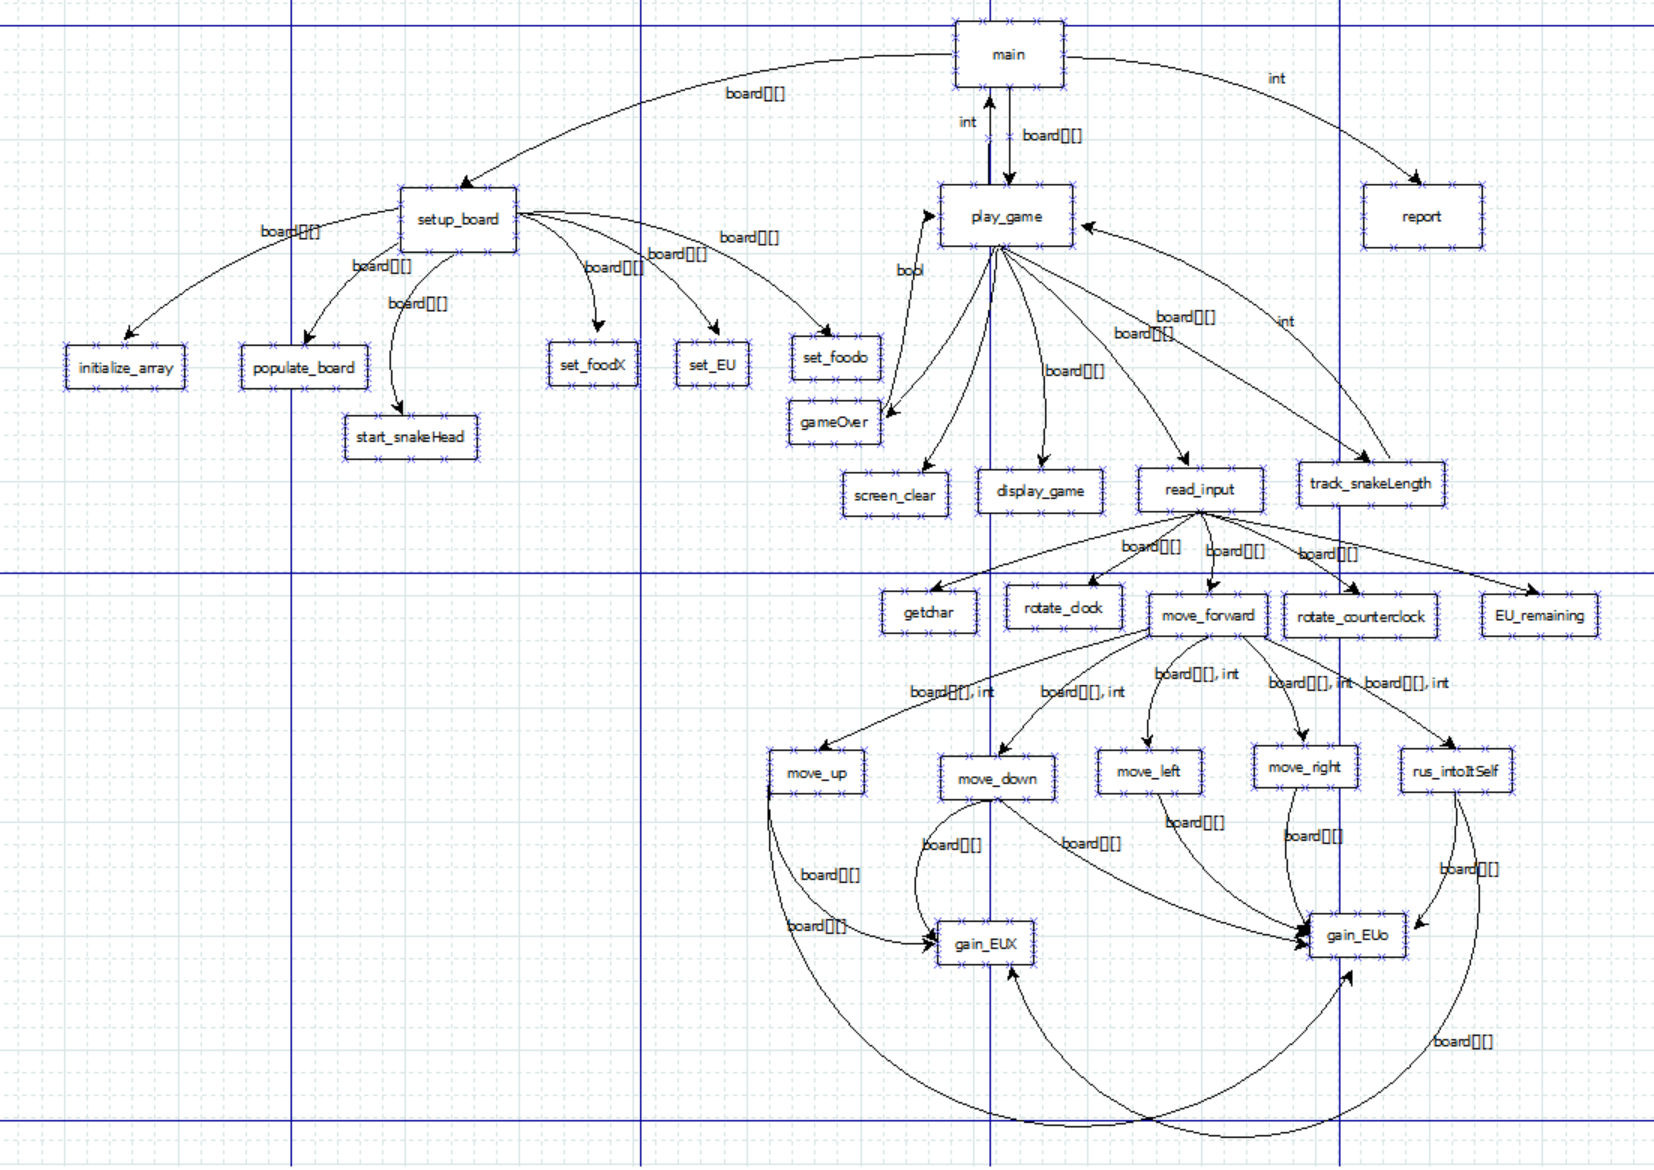 main
int
board[][]
int
board[][]
setup_board
play_game
report
board[][]
board[][]
board[][]
board[][]
board[][]
bool
board[][]
board[][]
board[][]
int
initialize_array
populate_board
set_foodX
set_EU
set_foodo
board[][]
start_snakeHead
gameOver
screen_clear
display_game
read_input
track_snakeLength
board[][]
board[][]
board[][]
getchar
rotate_clock
move_forward
rotate_counterclock
EU_remaining
board[][], int
board[][], int
board[][], int
board[][], int
board[][], int
move_up
move_down
move_left
move_right
rus_intoItSelf
board[][]
board[][]
board[][]
board[][]
board[][]
board[][]
board[][]
gain_EUX
gain_EUo
board[][]